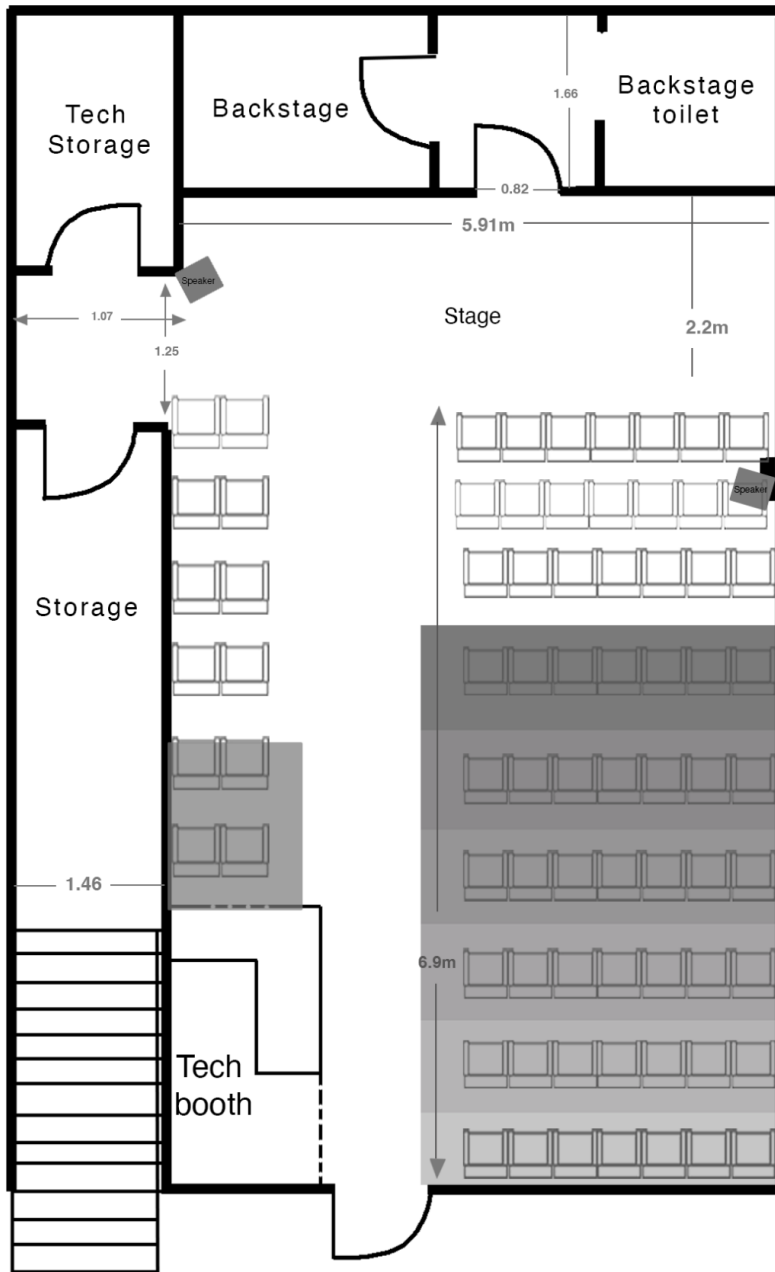 Tech
Storage
Backstage
1.66
Backstage
toilet
0.82
5.91m
Speaker
Stage
1.07
2.2m
1.25
Speaker
Storage
1.46
6.9m
Tech
booth